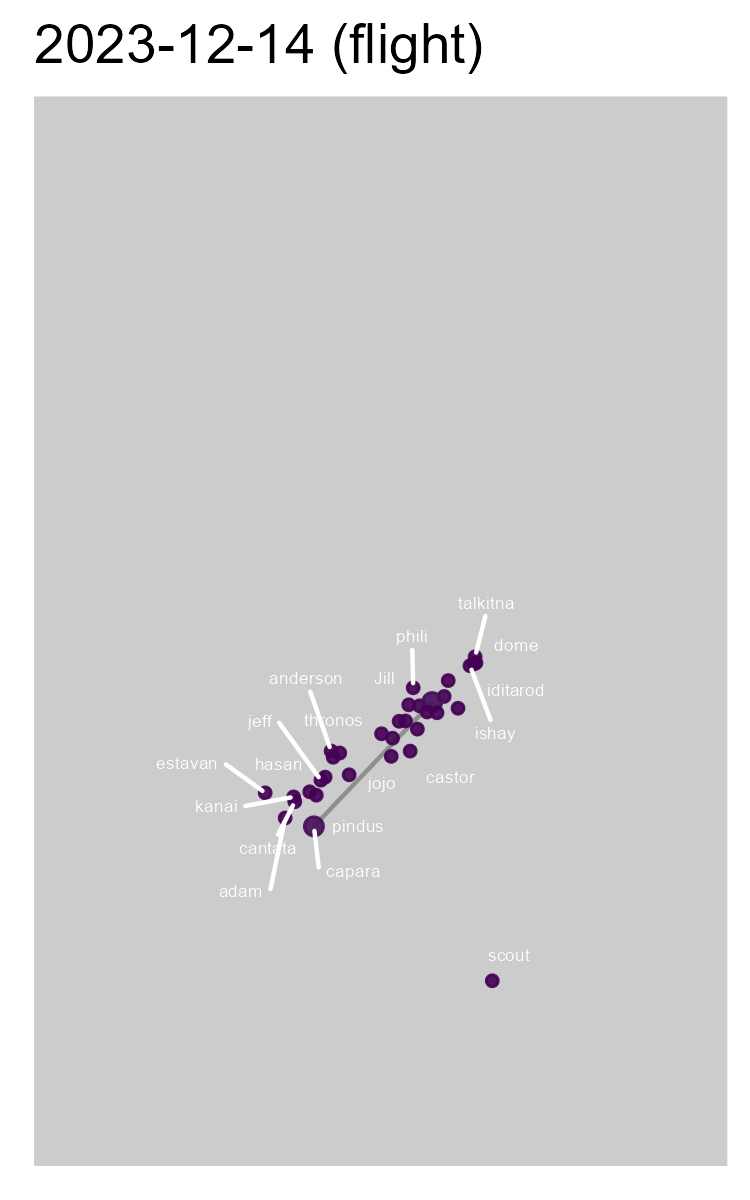 2023-12-14 (flight)
talkitna
phili
dome
anderson
Jill
iditarod
jeff
thronos
ishay
estavan
hasan
castor
jojo
kanai
pindus
cantata
capara
adam
scout